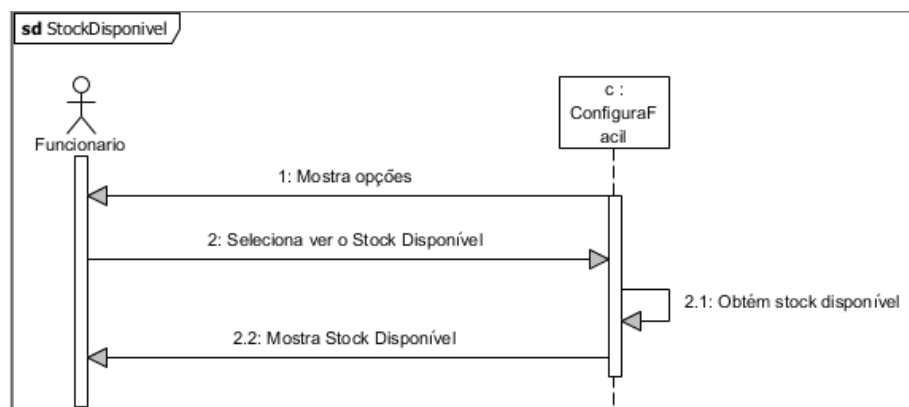 sd StockDisponivel
c :
ConfiguraF
acil
Funcionario
1: Mostra opções
2: Seleciona ver o Stock Disponível
2.1: Obtém stock disponível
2.2: Mostra Stock Disponível